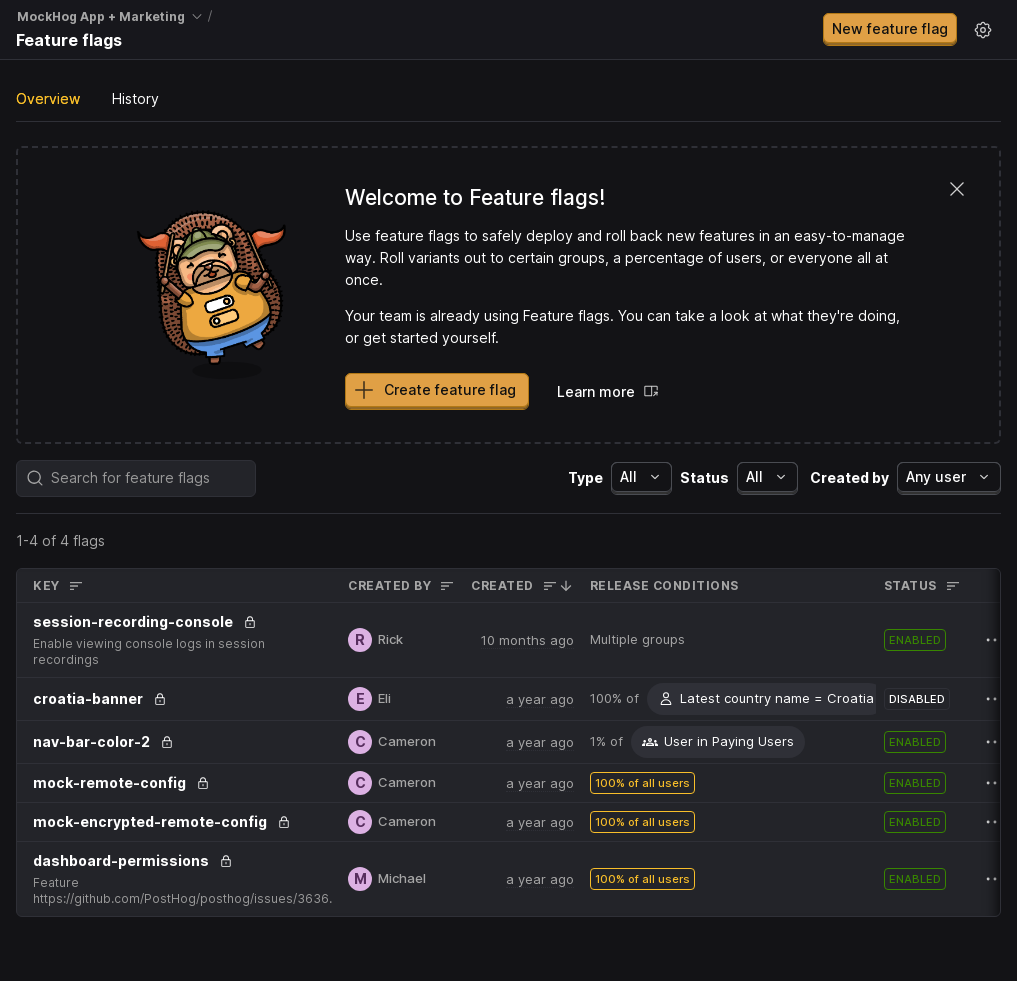 MockHog App + Marketing /
Feature flags
New feature flag
Overview
History
Welcome to Feature flags!
Use feature flags to safely deploy and roll back new features in an easy-to-manage
way. Roll variants out to certain groups, a percentage of users, or everyone all at
once.
Your team is already using Feature flags. You can take a look at what they're doing,
or get started yourself.
Create feature flag
Learn more
Search for feature flags
Type All Status All Created by Any user
1-4 of 4 flags
KEY CREATED BY CREATED RELEASE CONDITIONS STATUS
session-recording-console
Enable viewing console logs in session
recordings
R Rick 10 months ago Multiple groups ENABLED
croatia-banner E Eli a year ago 100% of Latest country name = Croatia DISABLED
nav-bar-color-2 C Cameron a year ago 1% of User in Paying Users ENABLED
mock-remote-config C Cameron a year ago 100% of all users ENABLED
mock-encrypted-remote-config C Cameron a year ago 100% of all users ENABLED
dashboard-permissions
Feature
https://github.com/PostHog/posthog/issues/3636.
M Michael a year ago 100% of all users ENABLED